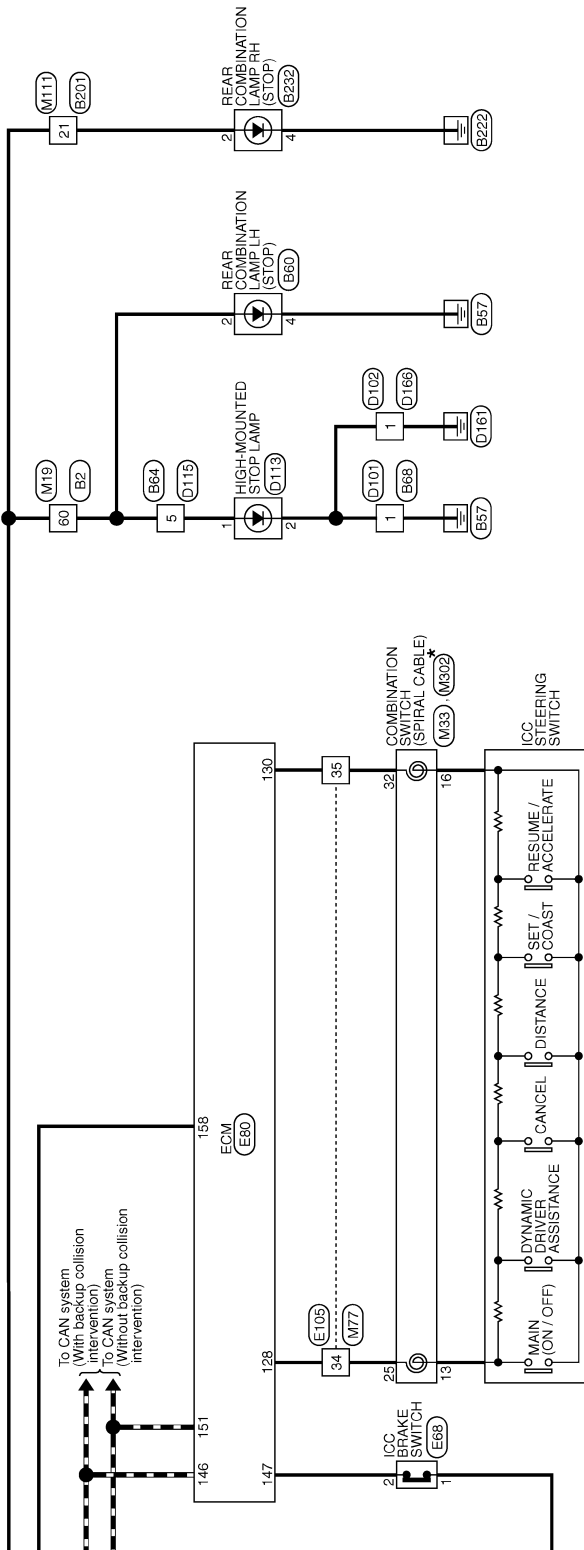 To CAN system
(With backup collision
intervention)
To CAN system
(Without backup collision
intervention)
146
151
158
ECM
E80
147
128
130
34
E105
M77
35
ICC
BRAKE
SWITCH
E68
2
1
25
13
32
16
COMBINATION
SWITCH
(SPIRAL CABLE)
M33 , M302
*
ICC
STEERING
SWITCH
MAIN
(ON / OFF)
DYNAMIC
DRIVER
ASSISTANCE
CANCEL
DISTANCE
SET /
COAST
RESUME /
ACCELERATE
60
M19
B2
5
B64
D115
1
HIGH-MOUNTED
STOP LAMP
D113
2
1
D101
B68
B57
1
D102
D166
D161
2
REAR
COMBINATION
LAMP LH
(STOP)
B60
4
B57
21
M111
B201
2
REAR
COMBINATION
LAMP RH
(STOP)
B232
4
B222